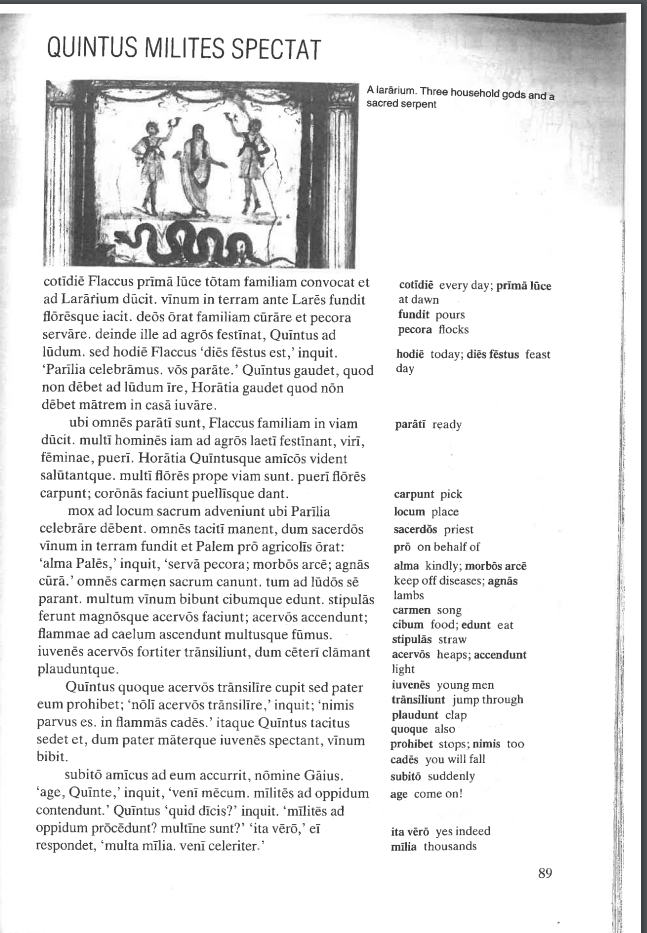 QUINTUS MILITES SPECTAT
A larārium. Three household gods and a
sacred serpent
cotīdiē Flaccus prīmā lūce tōtam familiam convocat et
ad Larārium dūcit. vīnum in terram ante Larēs fundit
flōrēsque iacit. deōs ōrat familiam cūrāre et pecora
servāre. deinde ille ad agrōs festīnat, Quīntus ad
lūdum. sed hodiē Flaccus ‘diēs fēstus est,’ inquit.
‘Parīlia celebrāmus. vōs parāte.’ Quīntus gaudet, quod
non dēbet ad lūdum īre, Horātia gaudet quod nōn
dēbet mātrem in casā iuvāre.
ubi omnēs parātī sunt, Flaccus familiam in viam
dūcit. multī hominēs iam ad agrōs laetī festīnant, virī,
fēminae, puerī. Horātia Quīntusque amīcōs vident
salūtantque. multī flōrēs prope viam sunt. puerī flōrēs
carpunt; corōnās faciunt puellīsque dant.
mox ad locum sacrum adveniunt ubi Parīlia
celebrāre dēbent. omnēs tacitī manent, dum sacerdōs
vīnum in terram fundit et Palem prō agricolīs ōrat:
‘alma Palēs,’ inquit, ‘servā pecora; morbōs arcē; agnās
cūrā.’ omnēs carmen sacrum canunt. tum ad lūdōs sē
parant. multum vīnum bibunt cibumque edunt. stipulās
ferunt magnōsque acervōs faciunt; acervōs accendunt;
flammae ad caelum ascendunt multusque fūmus.
iuvenēs acervōs fortiter trānsiliunt, dum cēterī clāmant
plauduntque.
Quīntus quoque acervōs trānsilīre cupit sed pater
eum prohibet; ‘nōlī acervōs trānsilīre,’ inquit; ‘nimis
parvus es. in flammās cadēs.’ itaque Quīntus tacitus
sedet et, dum pater māterque iuvenēs spectant, vīnum
bibit.
subitō amīcus ad eum accurrit, nōmine Gāius.
‘age, Quīnte,’ inquit, ‘venī mēcum. mīlitēs ad oppidum
contendunt.’ Quīntus ‘quid dīcis?’ inquit. ‘mīlitēs ad
oppidum prōcēdunt? multīne sunt?’ ‘ita vērō,’ eī
respondet, ‘multa mīlia. venī celeriter.’
cotīdiē every day; prīmā lūce
at dawn
fundit pours
pecora flocks
hodiē today; diēs fēstus feast
day
parātī ready
carpunt pick
locum place
sacerdōs priest
prō on behalf of
alma kindly; morbōs arcē
keep off diseases; agnās
lambs
carmen song
cibum food; edunt eat
stipulās straw
acervōs heaps; accendunt
light
iuvenēs young men
trānsiliunt jump through
plaudunt clap
quoque also
prohibet stops; nimis too
cadēs you will fall
subitō suddenly
age come on!
ita vērō yes indeed
mīlia thousands
89